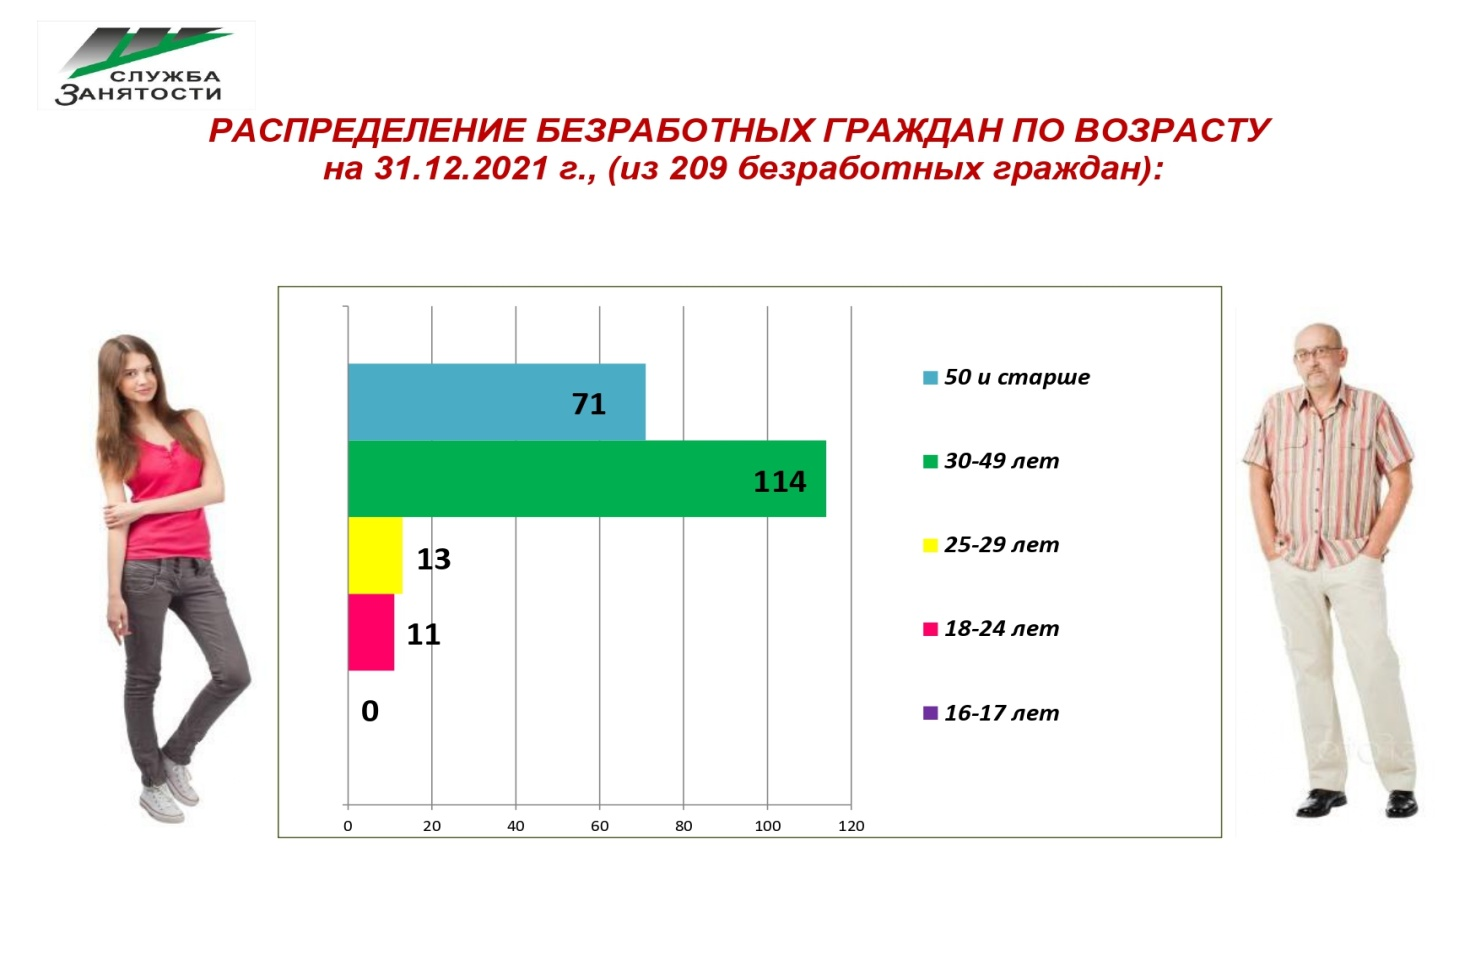 СЛУЖБА
ЗАНЯТОСТИ
РАСПРЕДЕЛЕНИЕ БЕЗРАБОТНЫХ ГРАЖДАН ПО ВОЗРАСТУ
на 31.12.2021 г., (из 209 безработных граждан):
71
114
13
11
0
0 20 40 60 80 100 120
50 и старше
30-49 лет
25-29 лет
18-24 лет
16-17 лет